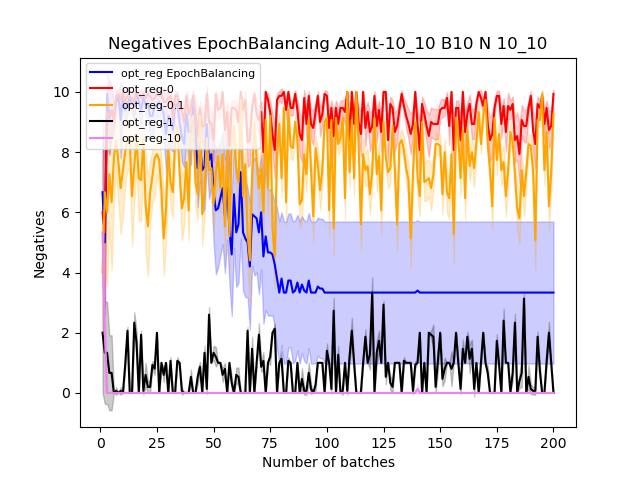 Negatives EpochBalancing Adult-10_10 B10 N 10_10
opt_reg EpochBalancing
opt_reg-0
opt_reg-0.1
opt_reg-1
opt_reg-10
Negatives
10
8
6
4
2
0
0 25 50 75 100 125 150 175 200
Number of batches